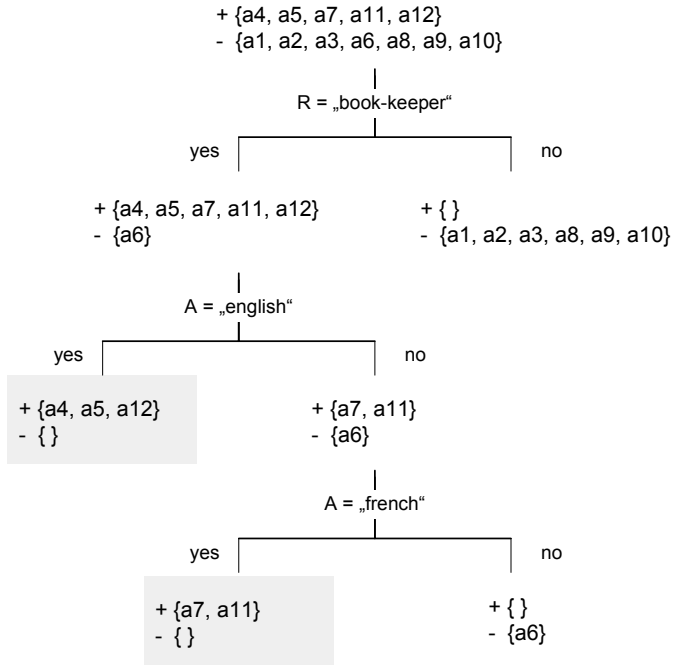 + {a4, a5, a7, a11, a12}
- {a1, a2, a3, a6, a8, a9, a10}
R = „book-keeper“
yes
no
+ {a4, a5, a7, a11, a12}
- {a6}
+ { }
- {a1, a2, a3, a8, a9, a10}
A = „english“
yes
no
+ {a4, a5, a12}
- { }
+ {a7, a11}
- {a6}
A = „french“
yes
no
+ {a7, a11}
- { }
+ { }
- {a6}